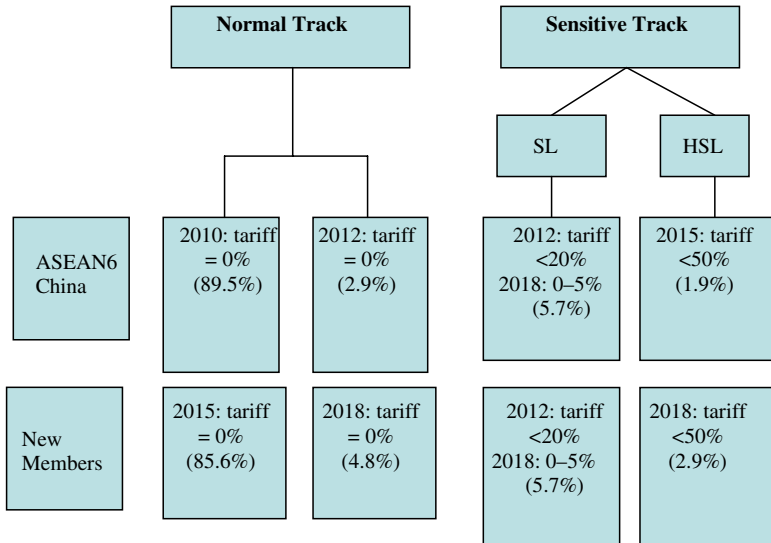 Normal Track
Sensitive Track
SL
HSL
ASEAN6
China
2010: tariff
= 0%
(89.5%)
2012: tariff
= 0%
(2.9%)
2012: tariff
<20%
2018: 0–5%
(5.7%)
2015: tariff
<50%
(1.9%)
New
Members
2015: tariff
= 0%
(85.6%)
2018: tariff
= 0%
(4.8%)
2012: tariff
<20%
2018: 0–5%
(5.7%)
2018: tariff
<50%
(2.9%)